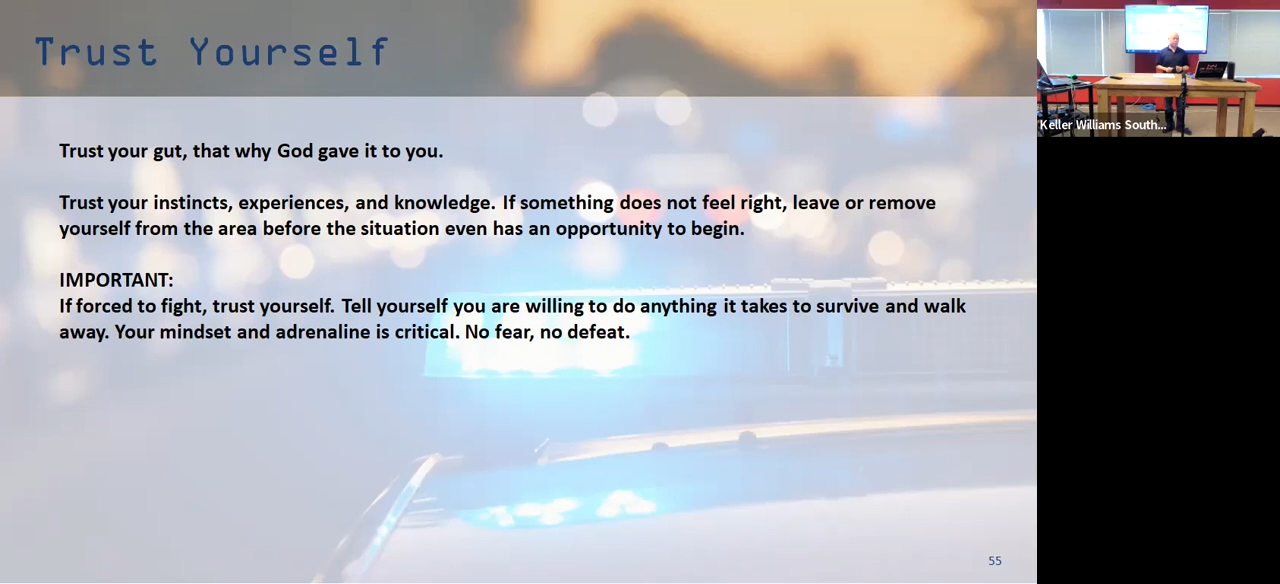 Trust Yourself
Trust your gut, that why God gave it to you.
Trust your instincts, experiences, and knowledge. If something does not feel right, leave or remove
yourself from the area before the situation even has an opportunity to begin.
IMPORTANT:
If forced to fight, trust yourself. Tell yourself you are willing to do anything it takes to survive and walk
away. Your mindset and adrenaline is critical. No fear, no defeat.
55
Keller Williams South...